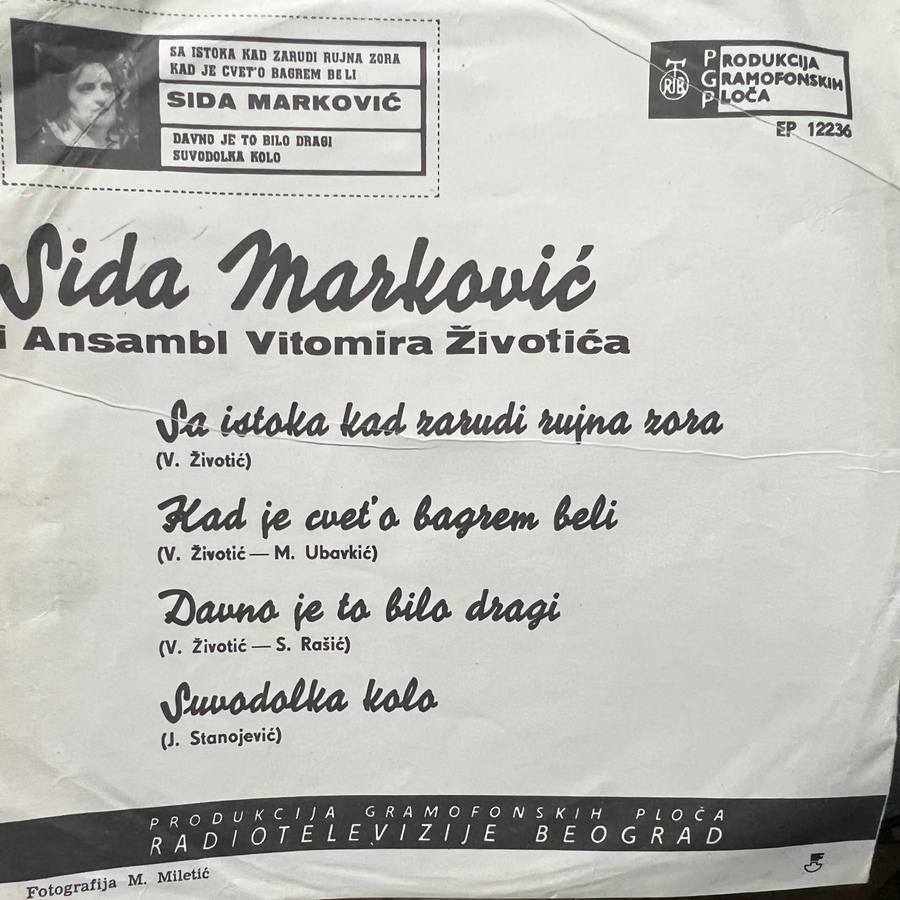 SA ISTOKA KAD ZARUDI RUJNA ZORA
KAD JE CVET'O BAGREM BELI
SIDA MARKOVIĆ
DAVNO JE TO BILO DRAGI
SUVODOLKA KOLO
RTB
PRODUKCIJA
GRAMOFONSKIH
PLOČA
EP 12236
Sida Marković
i Ansambl Vitomira Životića
Sa istoka kad zarudi rujna zora
(V. Životić)
Kad je cvet'o bagrem beli
(V. Životić — M. Ubavkić)
Davno je to bilo dragi
(V. Životić — S. Rašić)
Suvodolka kolo
(J. Stanojević)
PRODUKCIJA GRAMOFONSKIH PLOČA
RADIOTELEVIZIJE BEOGRAD
Fotografija M. Miletić